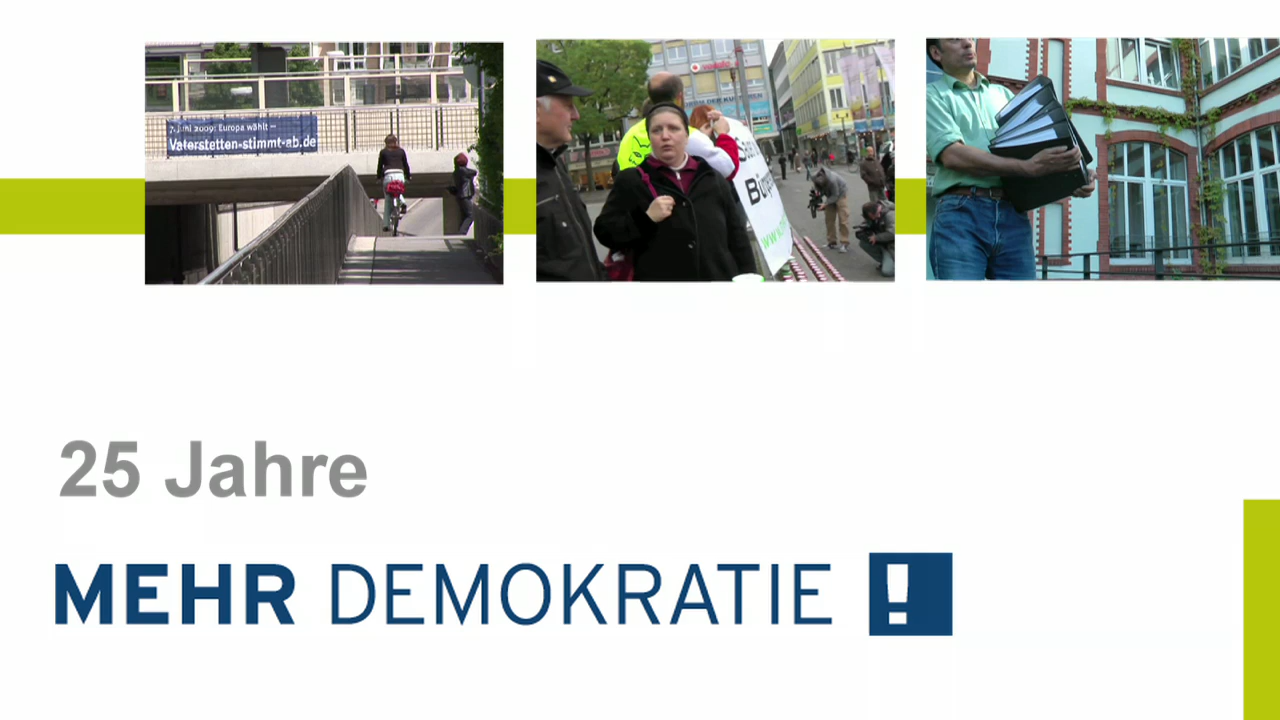 7. Juni 2009: Europa wählt –
Vaterstetten-stimmt-ab.de
25 Jahre
MEHR DEMOKRATIE !